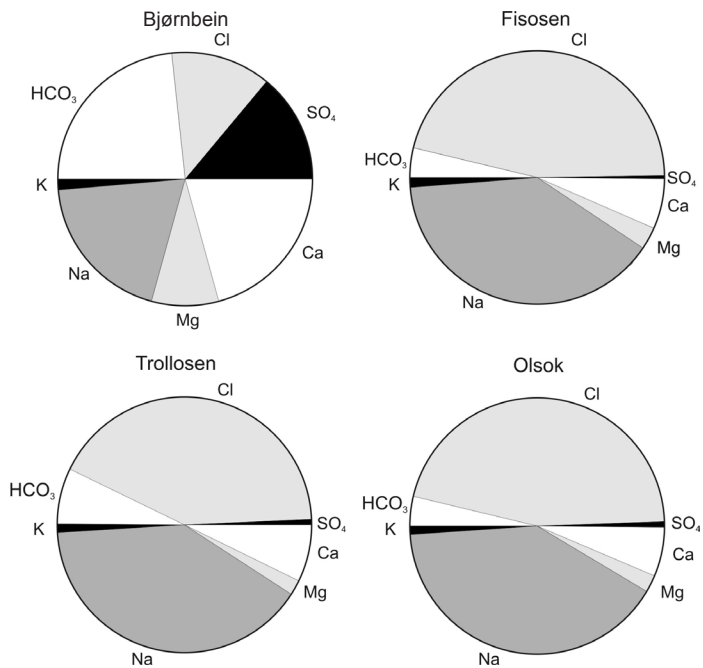 Bjørnbein
Cl
HCO₃
SO₄
K
Na
Ca
Mg
Fisosen
Cl
HCO₃
K
SO₄
Ca
Mg
Na
Trollosen
Cl
HCO₃
SO₄
K
Ca
Mg
Na
Olsok
Cl
HCO₃
SO₄
K
Ca
Mg
Na